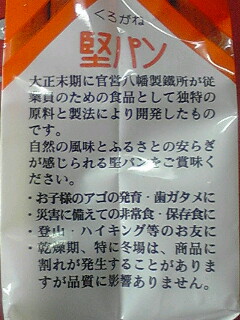 くろがね
堅パン
大正末期に官営八幡製鐵所が従
業員のための食品として独特の
原料と製法により開発したもの
です。
自然の風味とふるさとの安らぎ
が感じられる堅パンをご賞味く
ださい。
・お子様のアゴの発育・歯ガタメに
・災害に備えての非常食・保存食に
・登山・ハイキング等のお友に
・乾燥期、特に冬場は、商品に
割れが発生することがありま
すが品質に影響ありません。